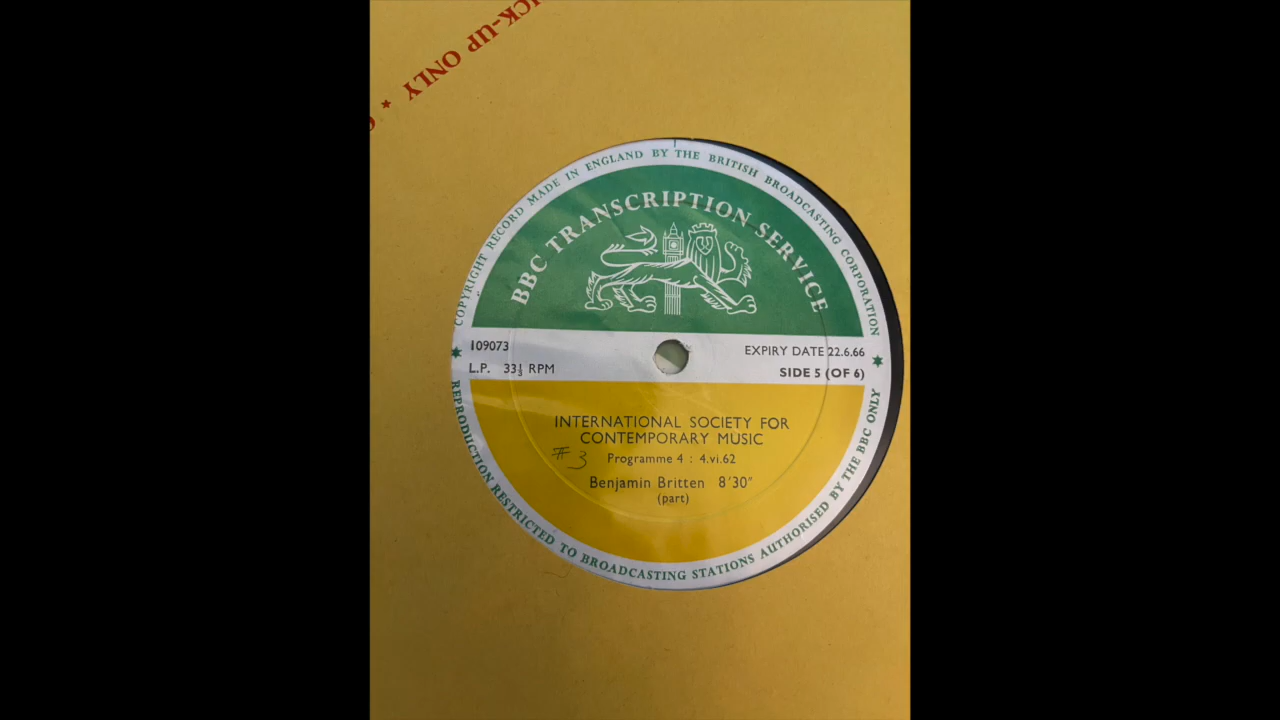 CK-UP ONLY *
COPYRIGHT RECORD MADE IN ENGLAND BY THE BRITISH BROADCASTING CORPORATION
BBC TRANSCRIPTION SERVICE
109073
EXPIRY DATE 22.6.66
L.P. 33⅓ RPM
SIDE 5 (OF 6)
INTERNATIONAL SOCIETY FOR
CONTEMPORARY MUSIC
# 3
Programme 4 : 4.vi.62
Benjamin Britten 8'30"
(part)
REPRODUCTION RESTRICTED TO BROADCASTING STATIONS AUTHORISED BY THE BBC ONLY